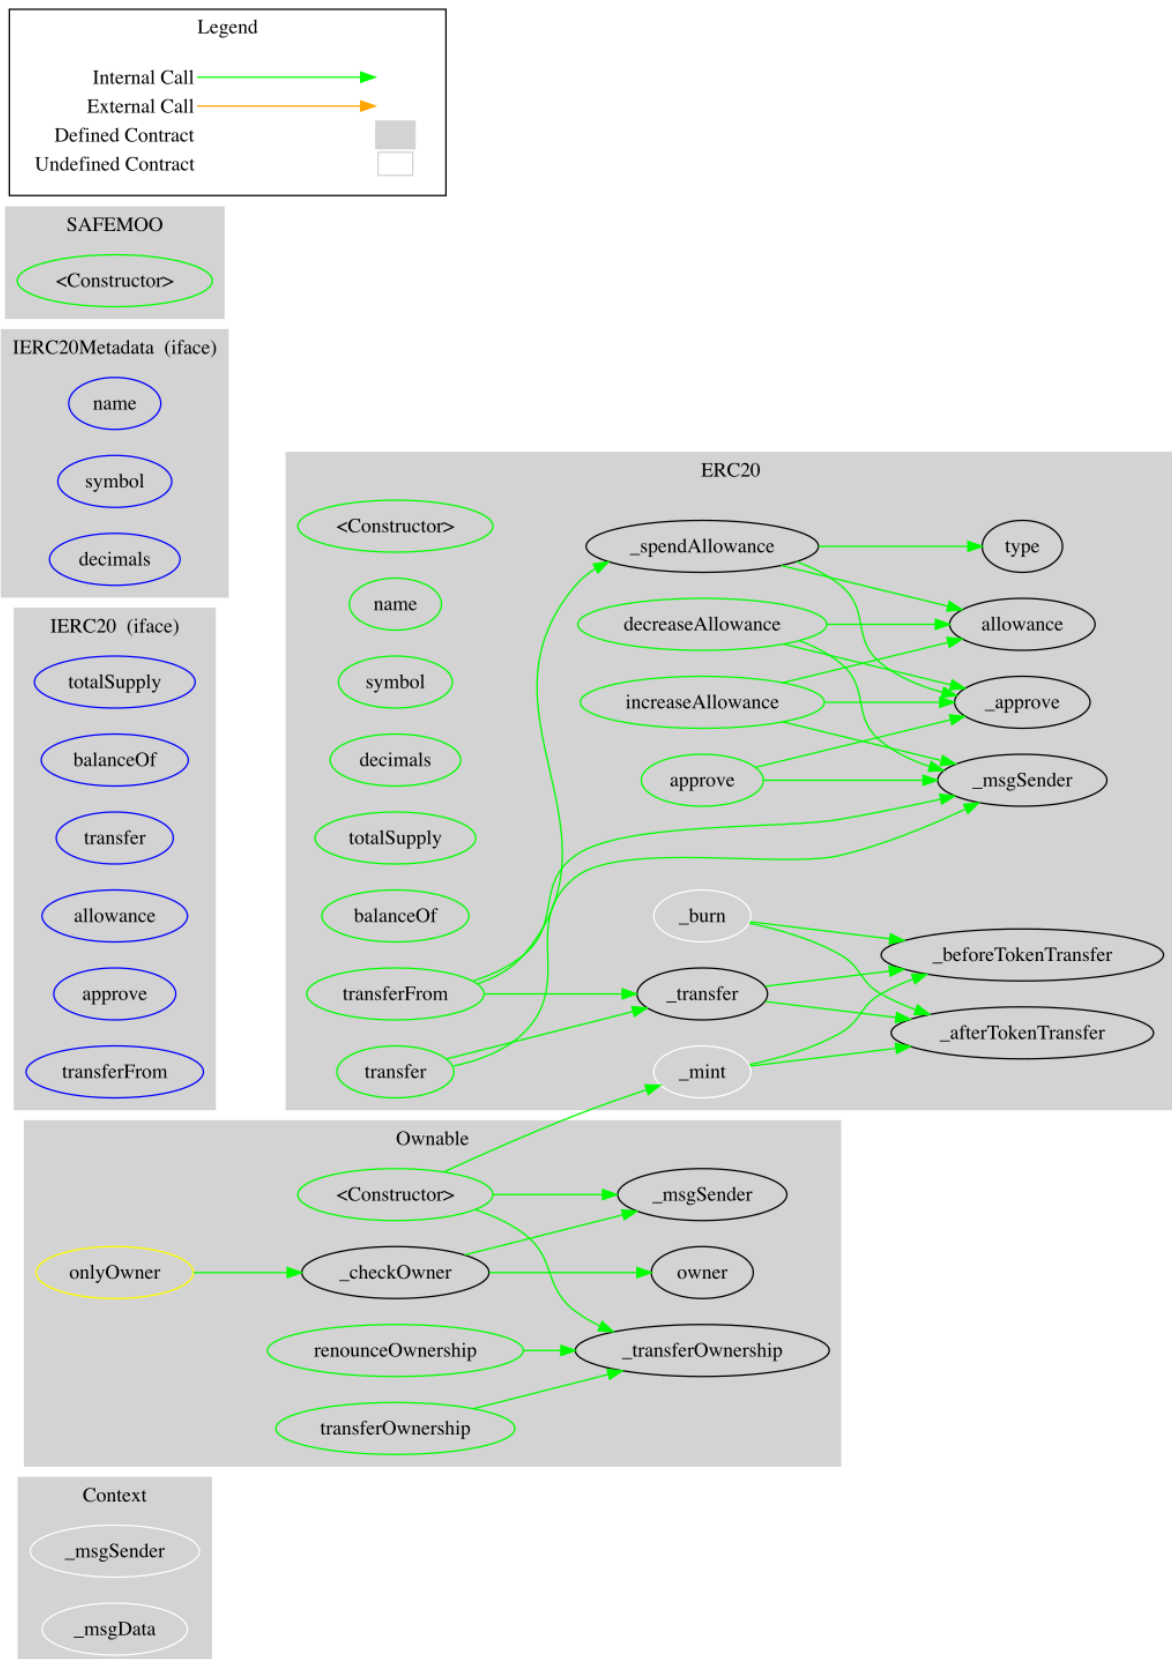 Legend
Internal Call
External Call
Defined Contract
Undefined Contract
SAFEMOO
<Constructor>
IERC20Metadata (iface)
name
symbol
decimals
IERC20 (iface)
totalSupply
balanceOf
transfer
allowance
approve
transferFrom
ERC20
<Constructor>
name
symbol
decimals
totalSupply
balanceOf
transferFrom
transfer
_spendAllowance
decreaseAllowance
increaseAllowance
approve
_burn
_transfer
_mint
type
allowance
_approve
_msgSender
_beforeTokenTransfer
_afterTokenTransfer
Ownable
onlyOwner
<Constructor>
_checkOwner
renounceOwnership
transferOwnership
_msgSender
owner
_transferOwnership
Context
_msgSender
_msgData